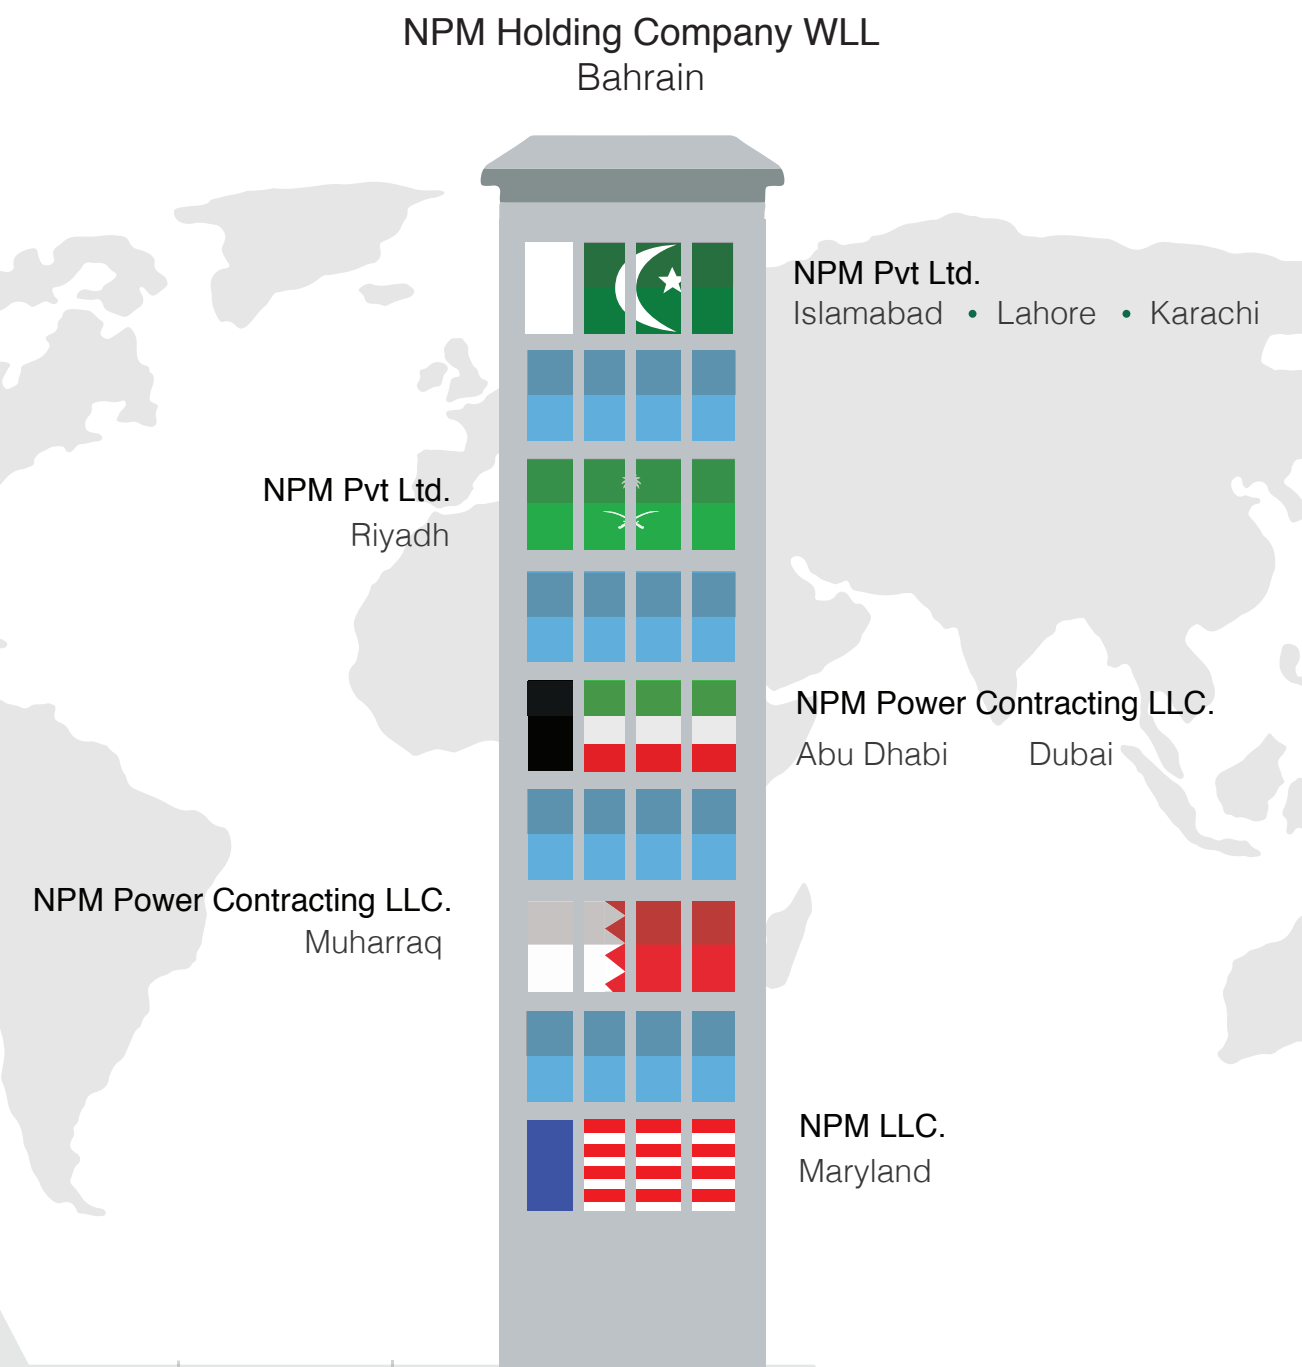 NPM Holding Company WLL
Bahrain
NPM Pvt Ltd.
Islamabad • Lahore • Karachi
NPM Pvt Ltd.
Riyadh
NPM Power Contracting LLC.
Abu Dhabi Dubai
NPM Power Contracting LLC.
Muharraq
NPM LLC.
Maryland